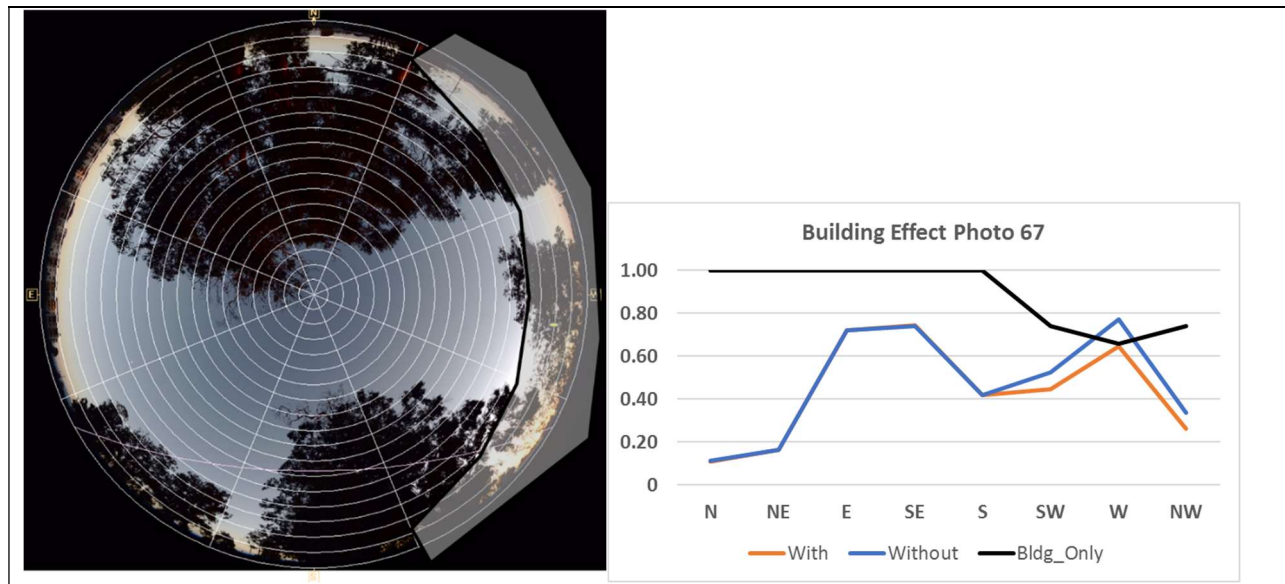 N
E
W
S
Building Effect Photo 67
1.00
0.80
0.60
0.40
0.20
0
N NE E SE S SW W NW
With Without Bldg_Only